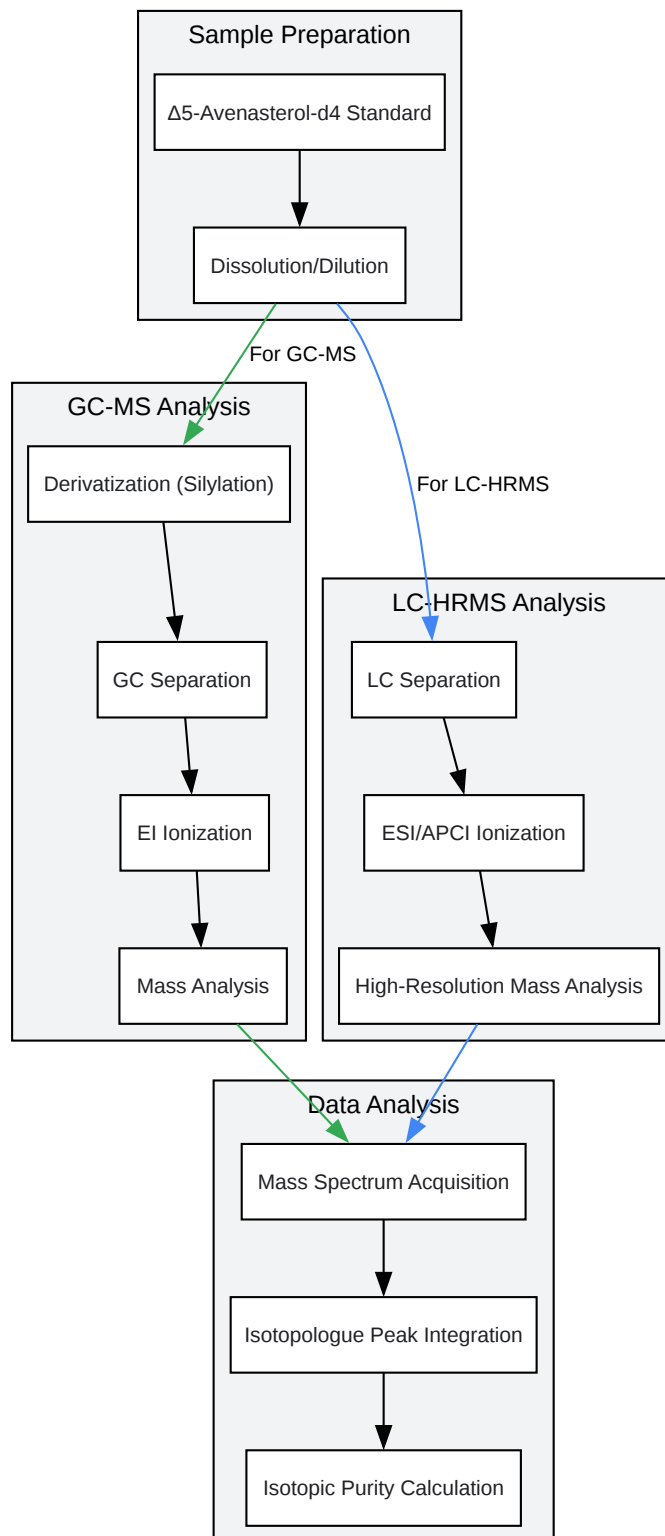 Sample Preparation
Δ5-Avenasterol-d4 Standard
Dissolution/Dilution
For GC-MS
GC-MS Analysis
Derivatization (Silylation)
For LC-HRMS
LC-HRMS Analysis
GC Separation
LC Separation
EI Ionization
ESI/APCI Ionization
Mass Analysis
High-Resolution Mass Analysis
Data Analysis
Mass Spectrum Acquisition
Isotopologue Peak Integration
Isotopic Purity Calculation